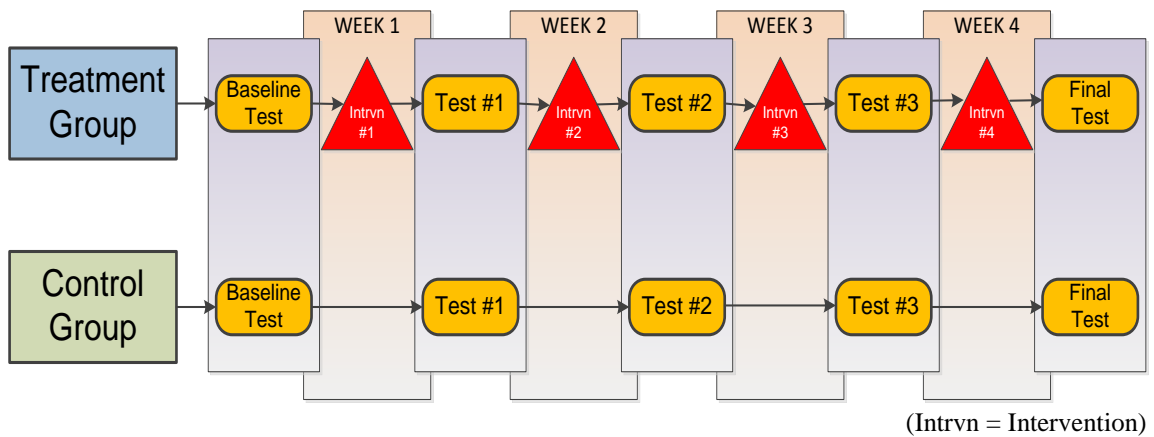 WEEK 1
WEEK 2
WEEK 3
WEEK 4
Treatment
Group
Baseline
Test
Intrvn
#1
Test #1
Intrvn
#2
Test #2
Intrvn
#3
Test #3
Intrvn
#4
Final
Test
Control
Group
Baseline
Test
Test #1
Test #2
Test #3
Final
Test
(Intrvn = Intervention)